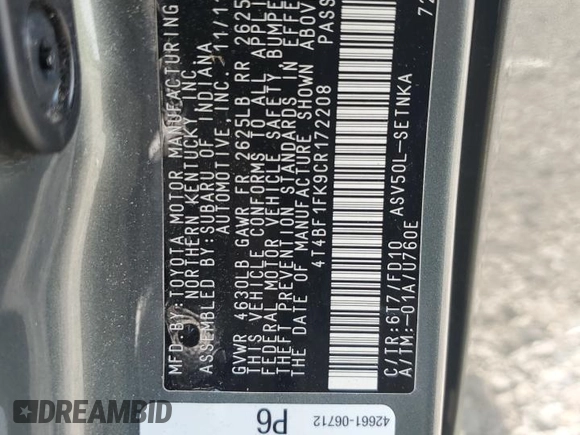 MFD BY: TOYOTA MOTOR MANUFACTURING
NORTHERN KENTUCKY INC
ASSEMBLED BY: SUBARU OF INDIANA
AUTOMOTIVE, INC. 11/1
GVWR 4630LB GAWR FR 2625LB RR 2625
THIS VEHICLE CONFORMS TO ALL APPL
FEDERAL MOTOR VEHICLE SAFETY BUMPE
THEFT PREVENTION STANDARDS IN EFFE
THE DATE OF MANUFACTURE SHOWN ABOV
4T4BF1FK9CR172208 PASS
72
C/TR:6T7/FD10 ASV50L-SETNKA
A/TM:-01A/U760E
42661-06712
P6
DREAMBID